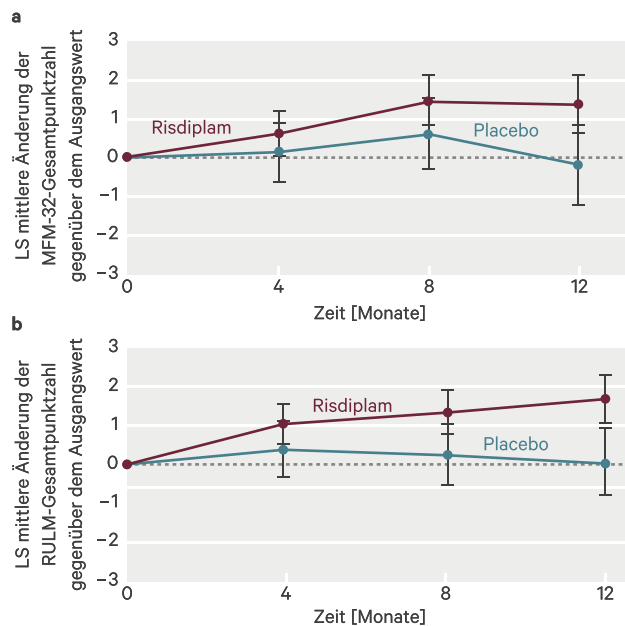 a
LS mittlere Änderung der
MFM-32-Gesamtpunktzahl
gegenüber dem Ausgangswert
3
2
1
0
−1
−2
−3
Risdiplam
Placebo
0 4 8 12
Zeit [Monate]
b
LS mittlere Änderung der
RULM-Gesamtpunktzahl
gegenüber dem Ausgangswert
3
2
1
0
−1
−2
−3
Risdiplam
Placebo
0 4 8 12
Zeit [Monate]